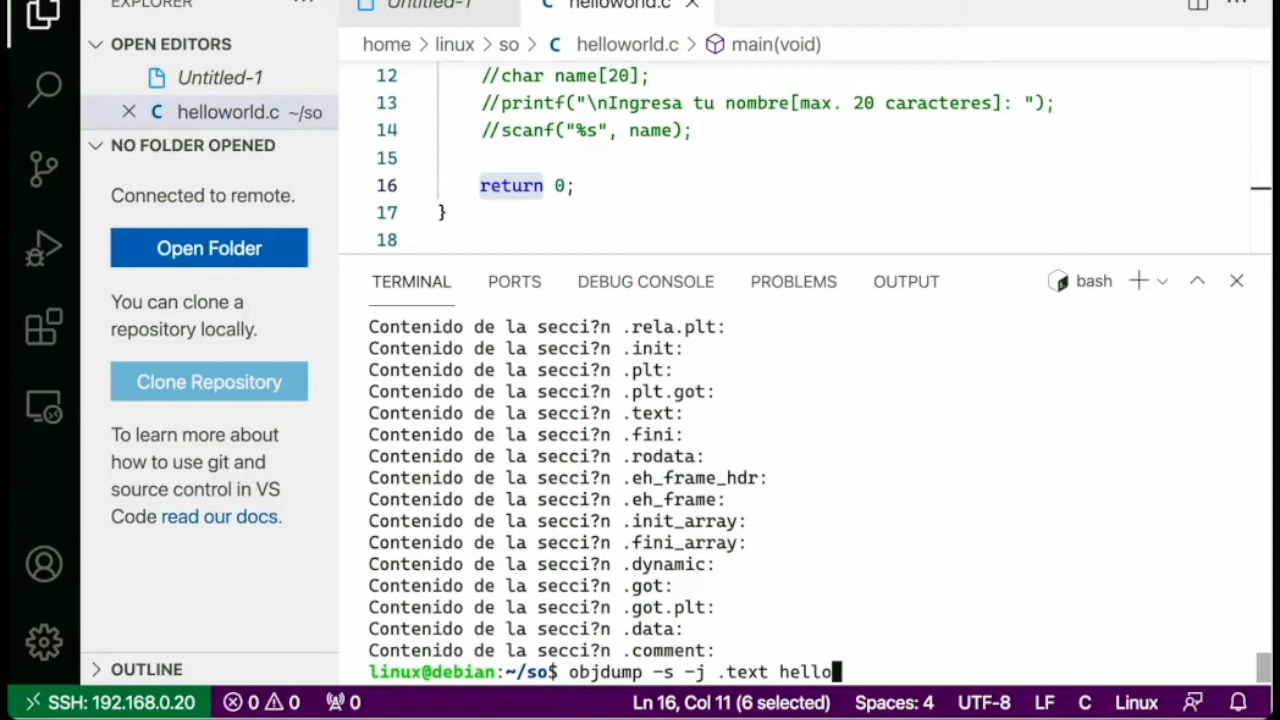 EXPLORER
Untitled-1
C helloworld.c
OPEN EDITORS
Untitled-1
C helloworld.c ~/so
NO FOLDER OPENED
Connected to remote.
Open Folder
You can clone a
repository locally.
Clone Repository
To learn more about
how to use git and
source control in VS
Code read our docs.
OUTLINE
home > linux > so > C helloworld.c > main(void)
12 //char name[20];
13 //printf("\nIngresa tu nombre[max. 20 caracteres]: ");
14 //scanf("%s", name);
15
16 return 0;
17 }
18
TERMINAL PORTS DEBUG CONSOLE PROBLEMS OUTPUT bash
Contenido de la secci?n .rela.plt:
Contenido de la secci?n .init:
Contenido de la secci?n .plt:
Contenido de la secci?n .plt.got:
Contenido de la secci?n .text:
Contenido de la secci?n .fini:
Contenido de la secci?n .rodata:
Contenido de la secci?n .eh_frame_hdr:
Contenido de la secci?n .eh_frame:
Contenido de la secci?n .init_array:
Contenido de la secci?n .fini_array:
Contenido de la secci?n .dynamic:
Contenido de la secci?n .got:
Contenido de la secci?n .got.plt:
Contenido de la secci?n .data:
Contenido de la secci?n .comment:
linux@debian:~/so$ objdump -s -j .text hello
SSH: 192.168.0.20 0 0 0 Ln 16, Col 11 (6 selected) Spaces: 4 UTF-8 LF C Linux